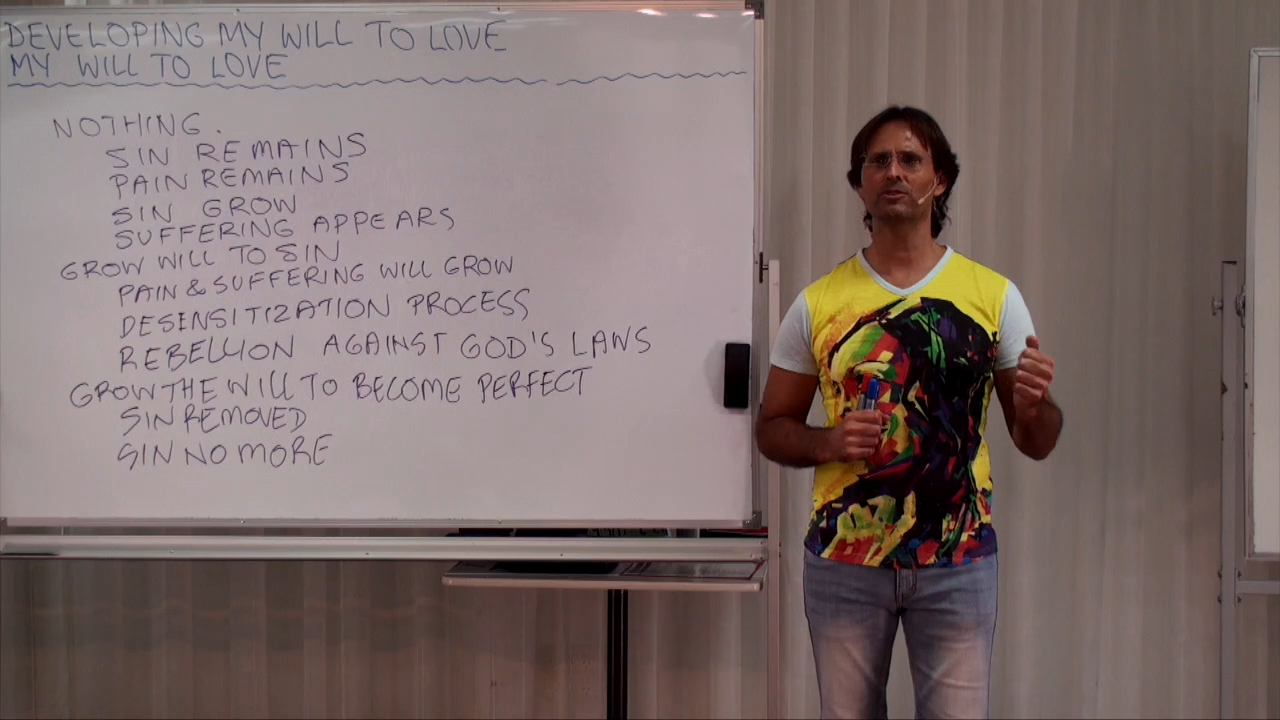 DEVELOPING MY WILL TO LOVE
MY WILL TO LOVE
NOTHING.
SIN REMAINS
PAIN REMAINS
SIN GROW
SUFFERING APPEARS
GROW WILL TO SIN
PAIN & SUFFERING WILL GROW
DESENSITIZATION PROCESS
REBELLION AGAINST GOD'S LAWS
GROW THE WILL TO BECOME PERFECT
SIN REMOVED
SIN NO MORE